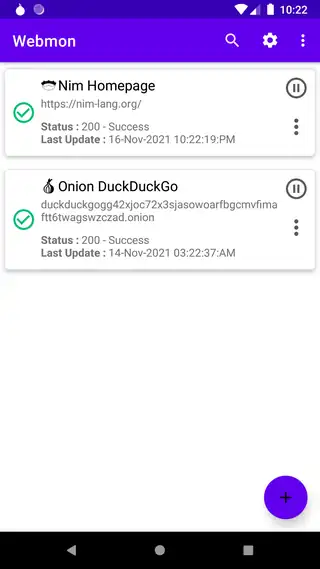 10:22
Webmon
Nim Homepage
https://nim-lang.org/
Status : 200 - Success
Last Update : 16-Nov-2021 10:22:19:PM
Onion DuckDuckGo
duckduckgogg42xjoc72x3sjasowoarfbgcmvfima
ftt6twagswzczad.onion
Status : 200 - Success
Last Update : 14-Nov-2021 03:22:37:AM